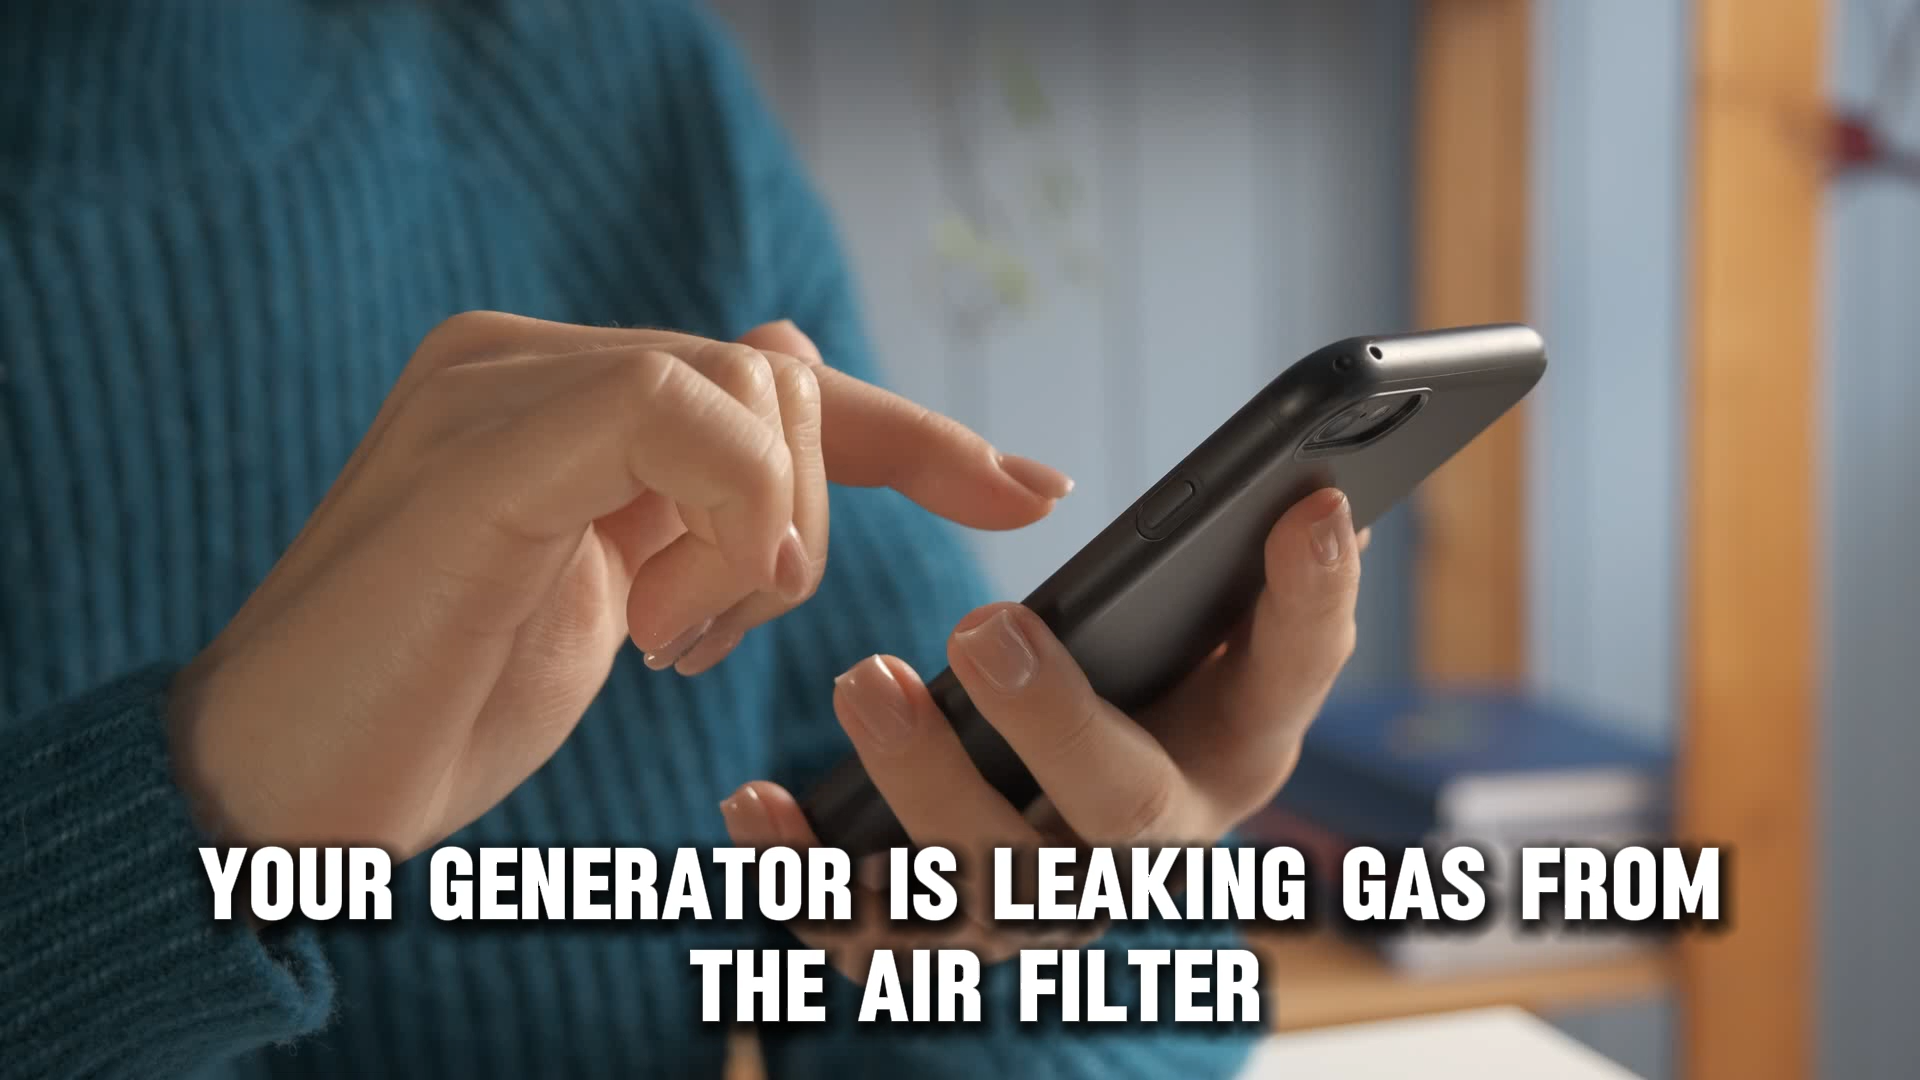 YOUR GENERATOR IS LEAKING GAS FROM
THE AIR FILTER